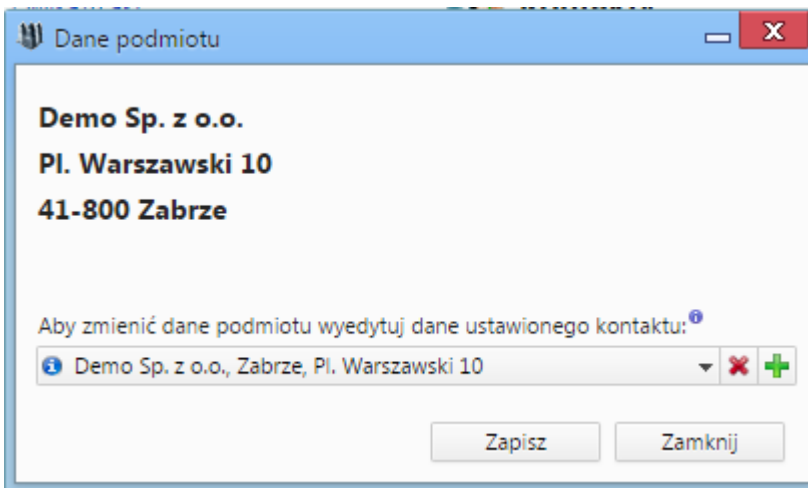 Dane podmiotu
Demo Sp. z o.o.
Pl. Warszawski 10
41-800 Zabrze
Aby zmienić dane podmiotu wyedytuj dane ustawionego kontaktu:
Demo Sp. z o.o., Zabrze, Pl. Warszawski 10
Zapisz Zamknij